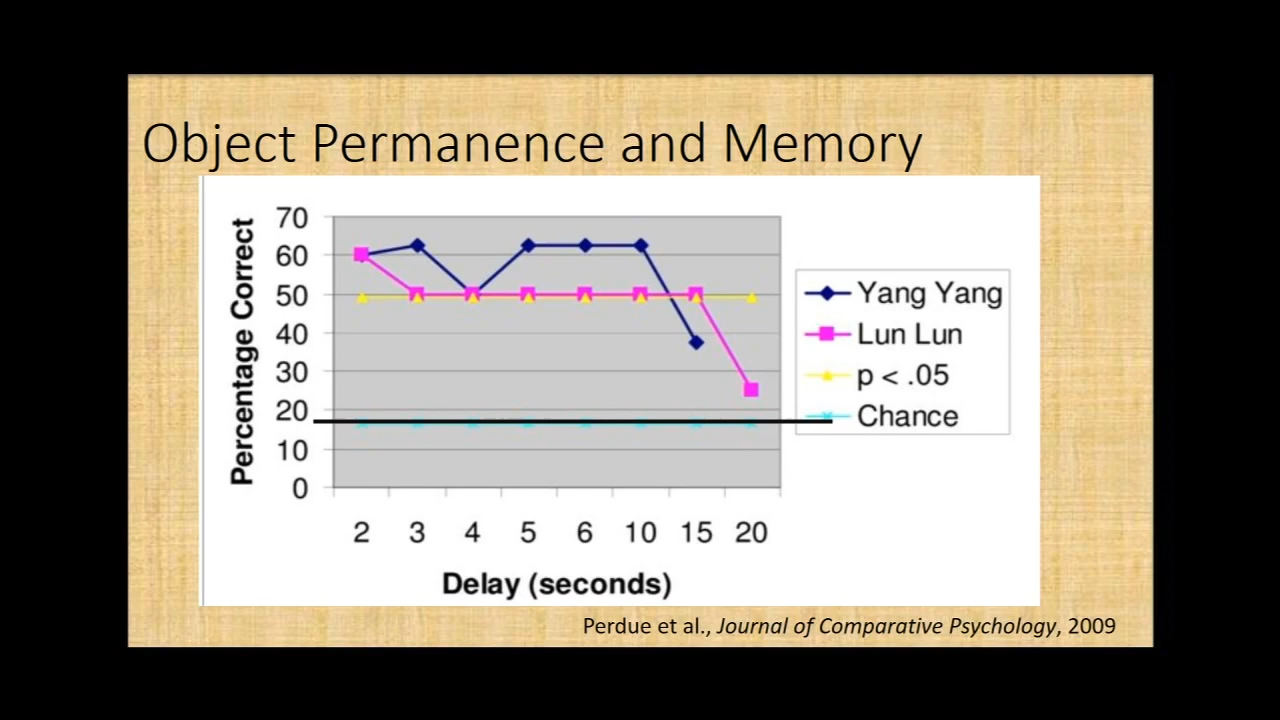 Object Permanence and Memory
Percentage Correct
70
60
50
40
30
20
10
0
2 3 4 5 6 10 15 20
Delay (seconds)
Yang Yang
Lun Lun
p < .05
Chance
Perdue et al., Journal of Comparative Psychology, 2009